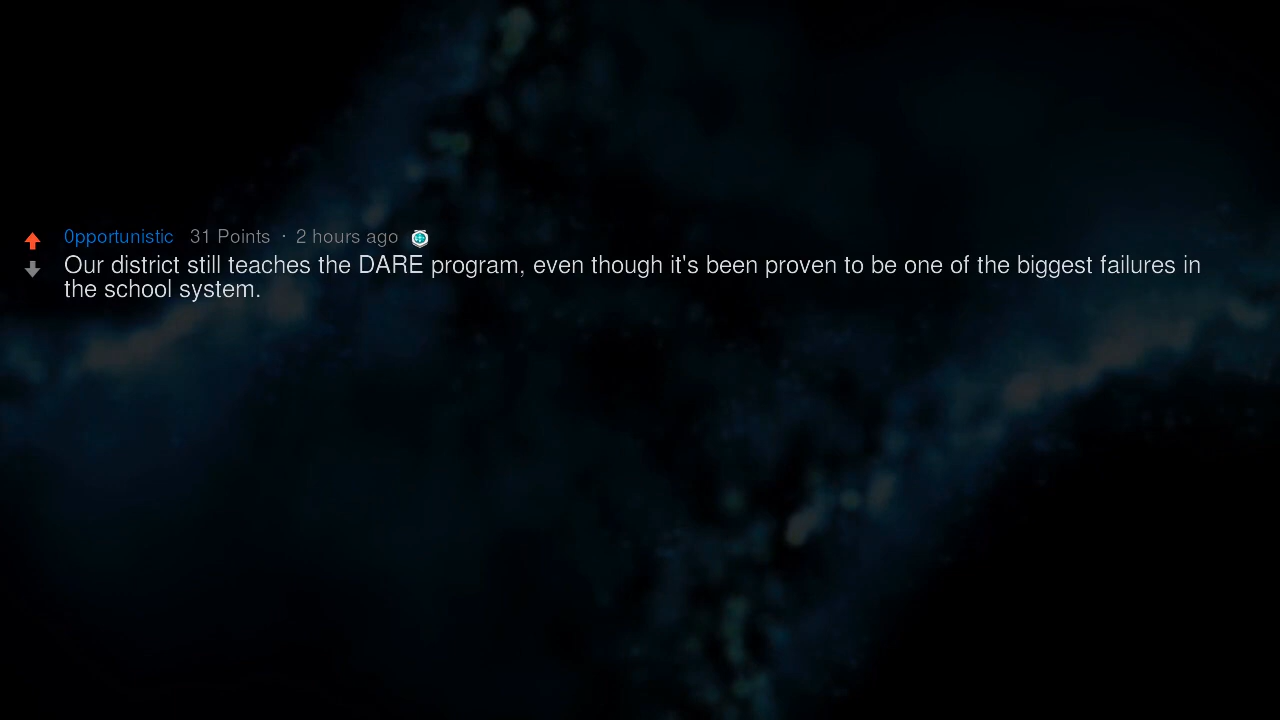 0pportunistic 31 Points · 2 hours ago
Our district still teaches the DARE program, even though it's been proven to be one of the biggest failures in
the school system.